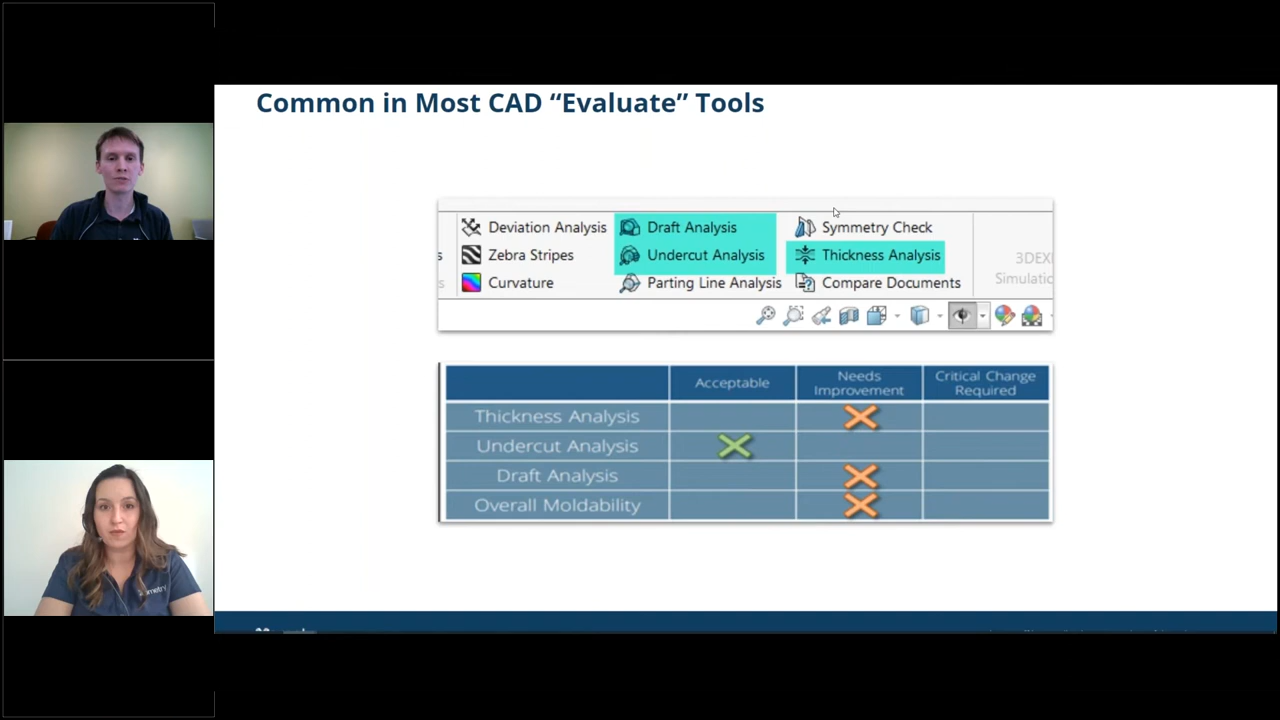 Common in Most CAD “Evaluate” Tools
Deviation Analysis Draft Analysis Symmetry Check
s Zebra Stripes Undercut Analysis Thickness Analysis
s Curvature Parting Line Analysis Compare Documents
Acceptable Needs Improvement Critical Change Required
Thickness Analysis
Undercut Analysis
Draft Analysis
Overall Moldability